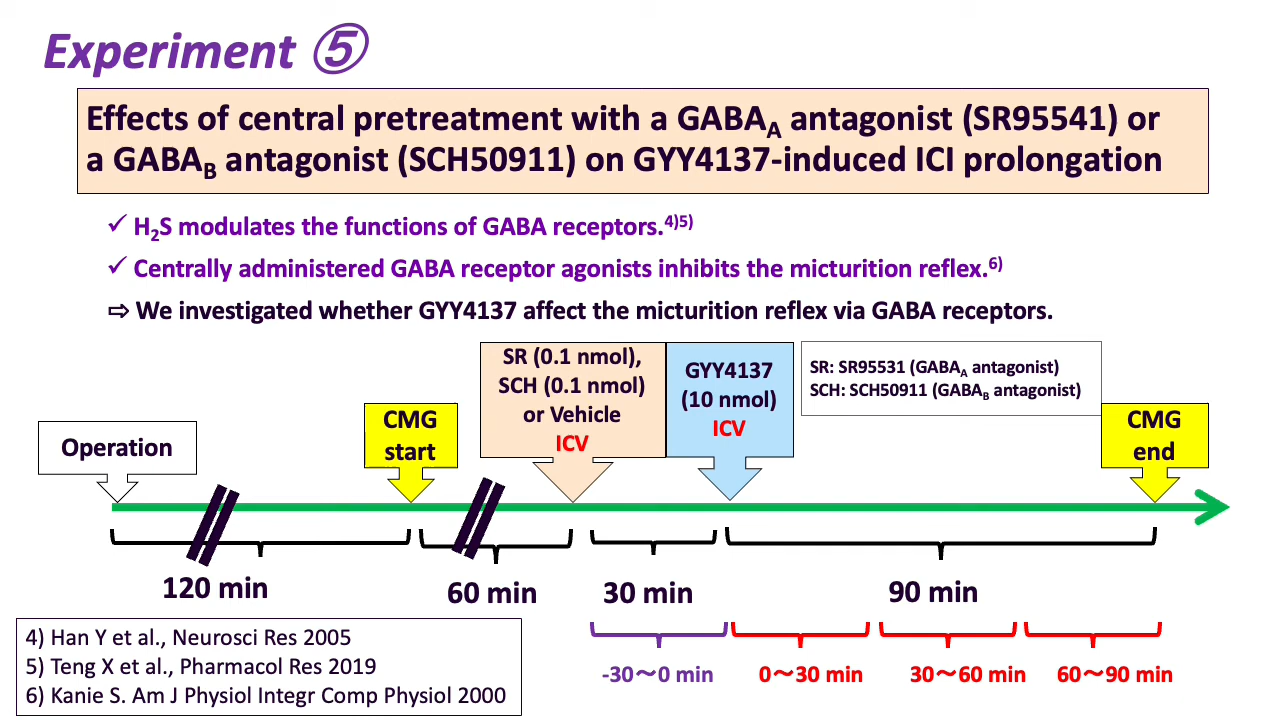 Experiment ⑤
Effects of central pretreatment with a GABA_A antagonist (SR95541) or
a GABA_B antagonist (SCH50911) on GYY4137-induced ICI prolongation
✓ H₂S modulates the functions of GABA receptors.⁴⁾⁵⁾
✓ Centrally administered GABA receptor agonists inhibits the micturition reflex.⁶⁾
⇨ We investigated whether GYY4137 affect the micturition reflex via GABA receptors.
Operation
CMG
start
SR (0.1 nmol),
SCH (0.1 nmol)
or Vehicle
ICV
GYY4137
(10 nmol)
ICV
SR: SR95531 (GABA_A antagonist)
SCH: SCH50911 (GABA_B antagonist)
CMG
end
120 min
60 min
30 min
90 min
-30～0 min
0～30 min
30～60 min
60～90 min
4) Han Y et al., Neurosci Res 2005
5) Teng X et al., Pharmacol Res 2019
6) Kanie S. Am J Physiol Integr Comp Physiol 2000